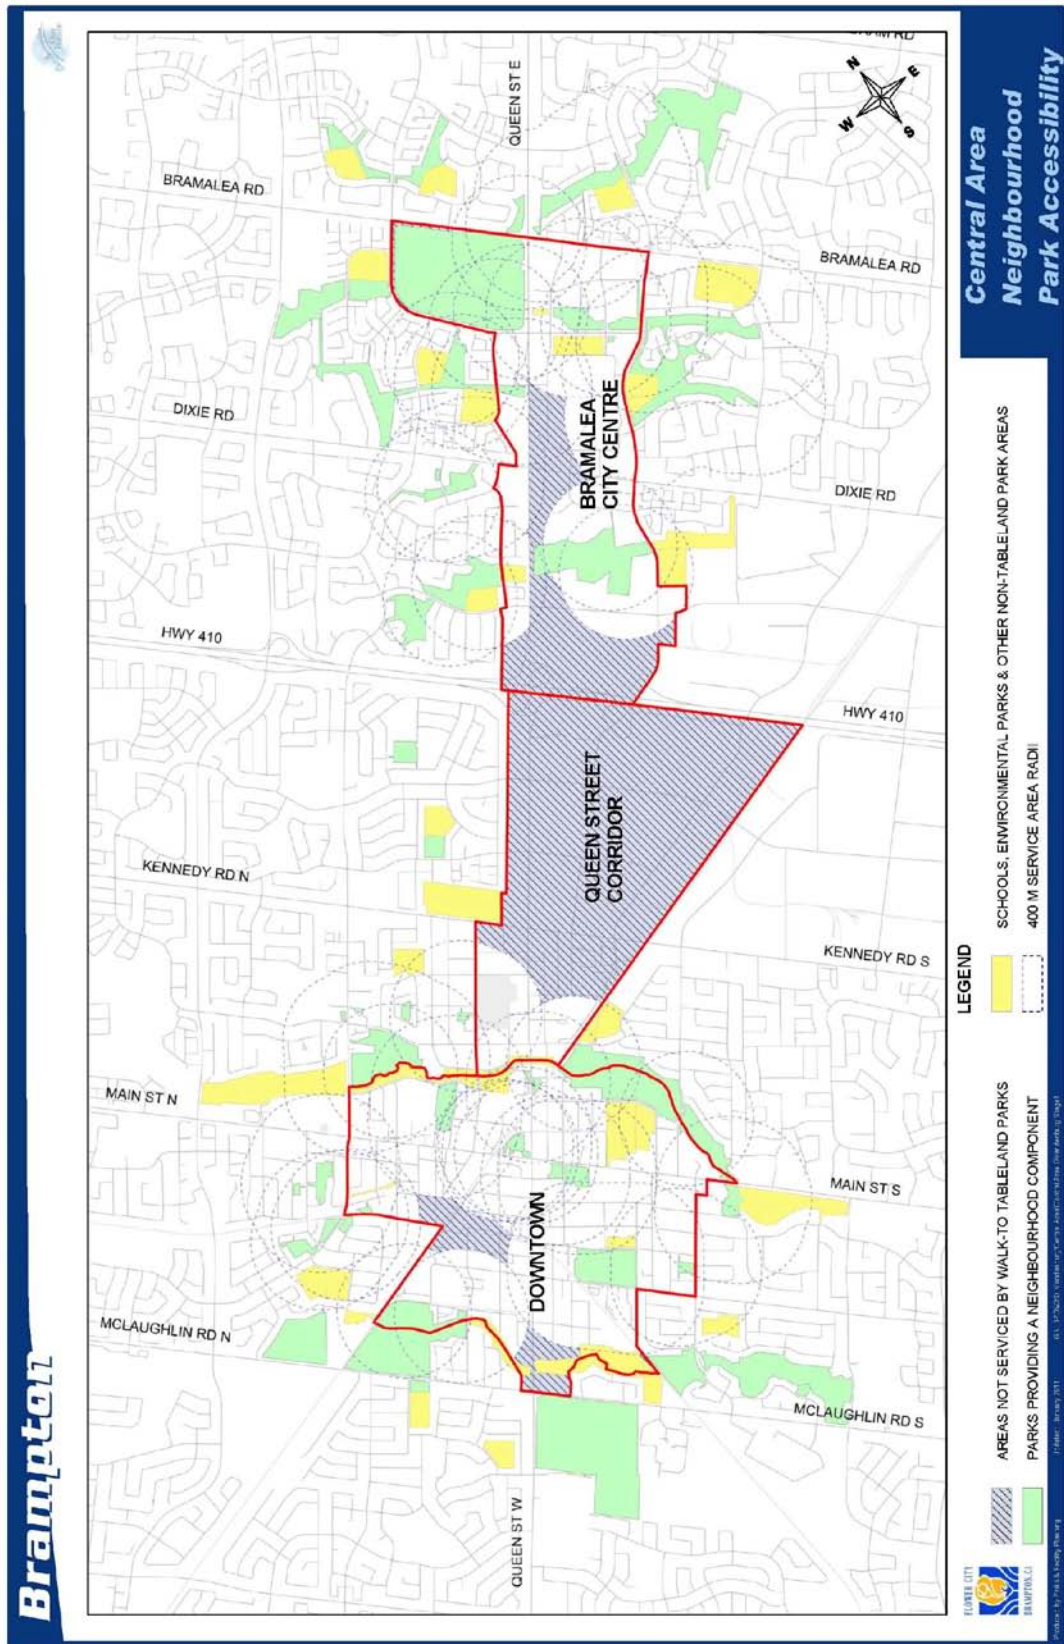 Brampton
QUEEN ST E
BRAMALEA RD
BRAMALEA RD
DIXIE RD
DIXIE RD
BRAMALEA
CITY CENTRE
HWY 410
HWY 410
QUEEN STREET
CORRIDOR
KENNEDY RD N
KENNEDY RD S
MAIN ST N
MAIN ST S
DOWNTOWN
MCLAUGHLIN RD N
MCLAUGHLIN RD S
QUEEN ST W
N
E
S
W
LEGEND
AREAS NOT SERVICED BY WALK-TO TABLELAND PARKS
PARKS PROVIDING A NEIGHBOURHOOD COMPONENT
SCHOOLS, ENVIRONMENTAL PARKS & OTHER NON-TABLELAND PARK AREAS
400 M SERVICE AREA RADII
Central Area
Neighbourhood
Park Accessibility
FLOWER CITY
BRAMPTON.CA